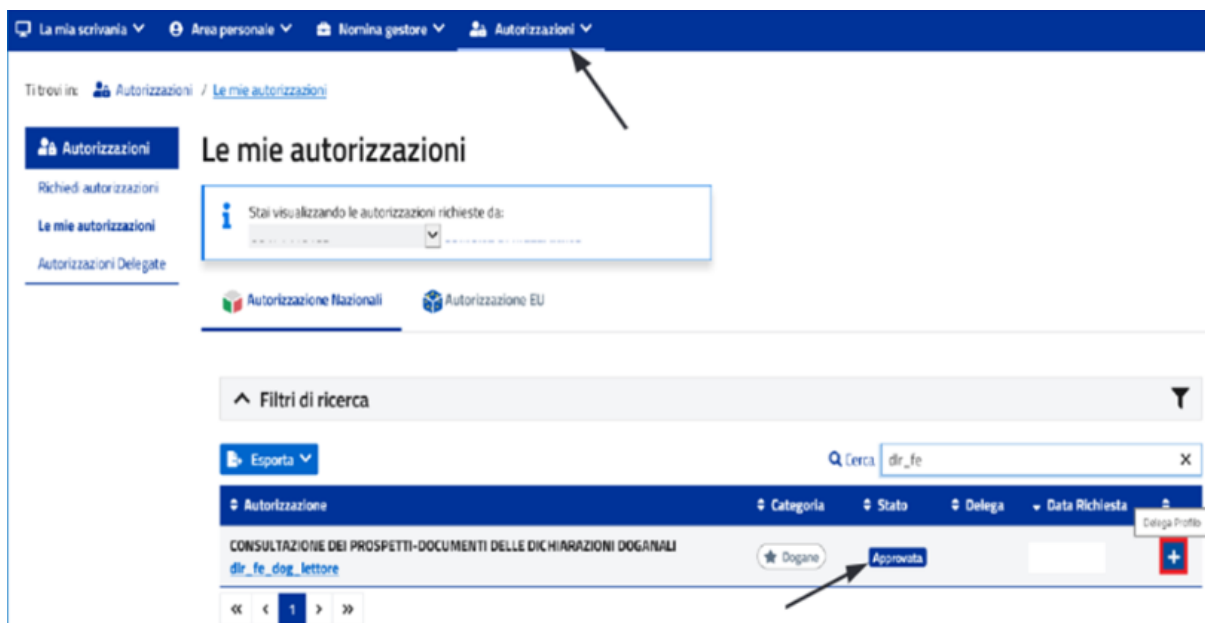 La mia scrivania Area personale Nomina gestore Autorizzazioni
Ti trovi in: Autorizzazioni / Le mie autorizzazioni
Autorizzazioni
Richiedi autorizzazioni
Le mie autorizzazioni
Autorizzazioni Delegate
Le mie autorizzazioni
Stai visualizzando le autorizzazioni richieste da:
Autorizzazione Nazionali Autorizzazione EU
Filtri di ricerca
Esporta Cerca dlr_fe X
Autorizzazione Categoria Stato Delega Data Richiesta
Delega Profilo
CONSULTAZIONE DEI PROSPETTI-DOCUMENTI DELLE DICHIARAZIONI DOGANALI
dlr_fe_dog_lettore
Dogane Approvata +
« < 1 > »